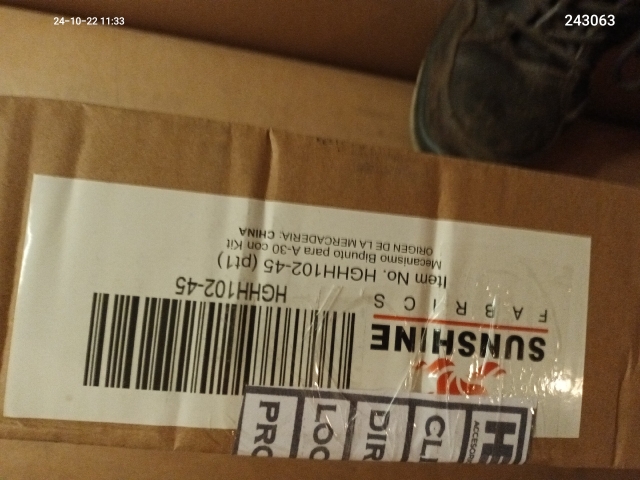 24-10-22 11:33
243063
SUNSHINE
FABRICS
HGHH102-45
Item No. HGHH102-45 (pt1)
Mecanismo Bipunto para A-30 con Kit
ORIGEN DE LA MERCADERIA: CHINA